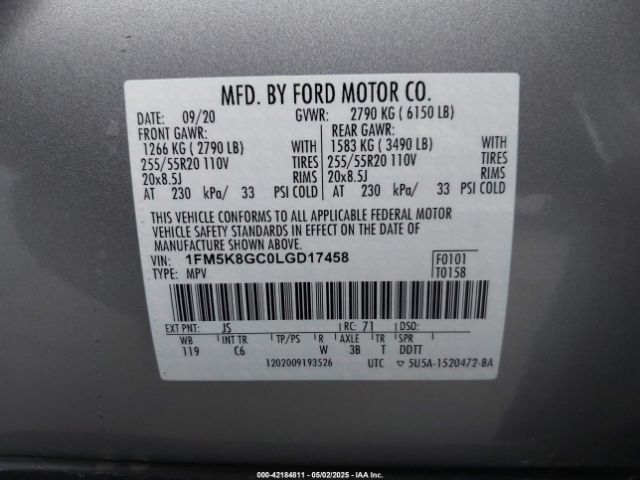 MFD. BY FORD MOTOR CO.
DATE: 09/20 GVWR: 2790 KG ( 6150 LB)
FRONT GAWR: REAR GAWR:
1266 KG ( 2790 LB) WITH 1583 KG ( 3490 LB) WITH
255/55R20 110V TIRES 255/55R20 110V TIRES
20x8.5J RIMS 20x8.5J RIMS
AT 230 kPa/ 33 PSI COLD AT 230 kPa/ 33 PSI COLD
THIS VEHICLE CONFORMS TO ALL APPLICABLE FEDERAL MOTOR
VEHICLE SAFETY STANDARDS IN EFFECT ON THE DATE OF
MANUFACTURE SHOWN ABOVE.
VIN: 1FM5K8GC0LGD17458 F0101
TYPE: MPV T0158
EXT PNT: JS RC: 71 DSO:
WB INT TR TP/PS R AXLE TR SPR
119 C6 W 3B T DDTT
1202009193526 UTC 5U5A-1520472-BA
000-42184811 - 05/02/2025 - IAA Inc.